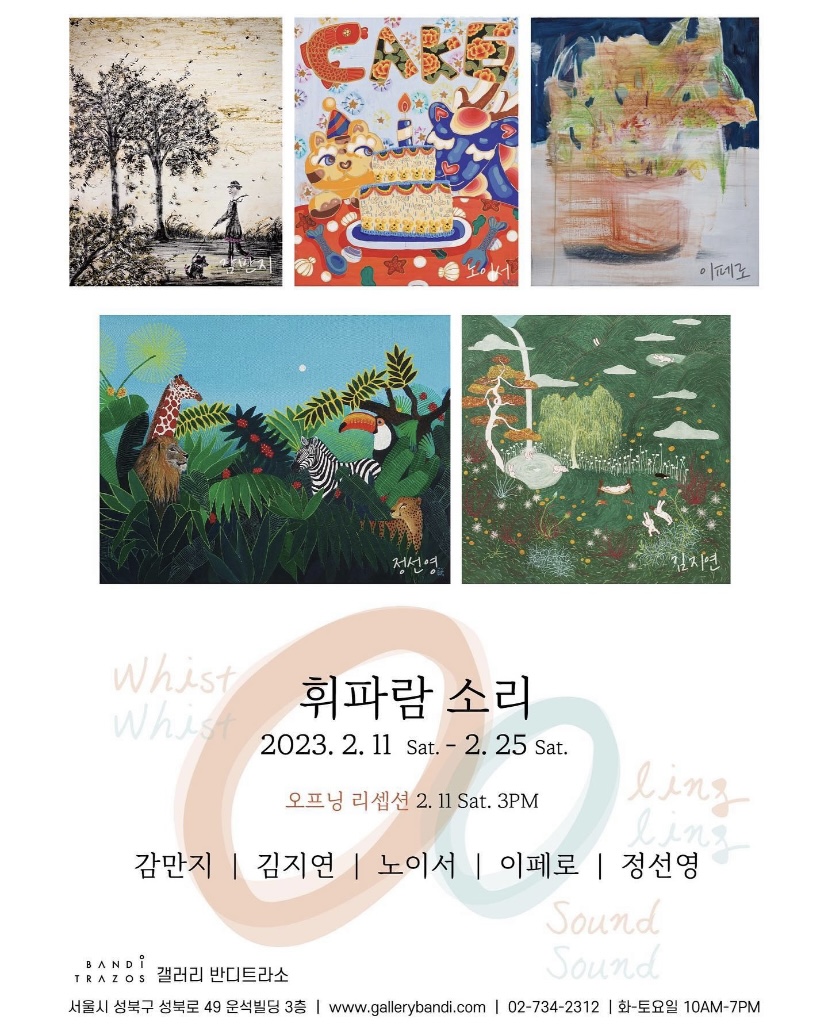 CAKE
감만지
노이서
이페로
정선영
김지연
Whist
Whist
휘파람 소리
2023. 2. 11 Sat. - 2. 25 Sat.
ling
ling
오프닝 리셉션 2. 11 Sat. 3PM
감만지 | 김지연 | 노이서 | 이페로 | 정선영
Sound
Sound
BANDI
TRAZOS 갤러리 반디트라소
서울시 성북구 성북로 49 운석빌딩 3층 | www.gallerybandi.com | 02-734-2312 | 화-토요일 10AM-7PM